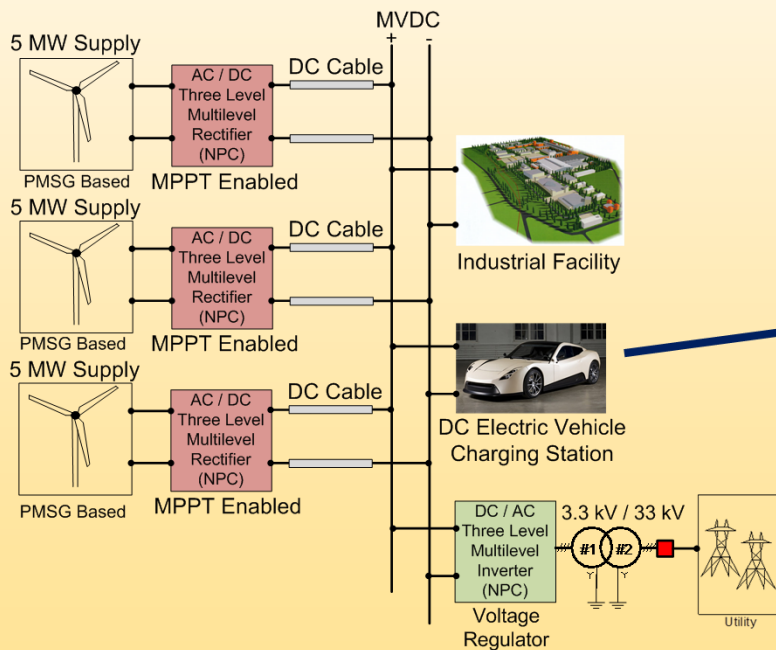 MVDC
+ -
5 MW Supply
AC / DC
Three Level
Multilevel
Rectifier
(NPC)
DC Cable
PMSG Based
MPPT Enabled
5 MW Supply
AC / DC
Three Level
Multilevel
Rectifier
(NPC)
DC Cable
PMSG Based
MPPT Enabled
5 MW Supply
AC / DC
Three Level
Multilevel
Rectifier
(NPC)
DC Cable
PMSG Based
MPPT Enabled
Industrial Facility
DC Electric Vehicle
Charging Station
DC / AC
Three Level
Multilevel
Inverter
(NPC)
Voltage
Regulator
3.3 kV / 33 kV
#1 #2
Y Y
Utility